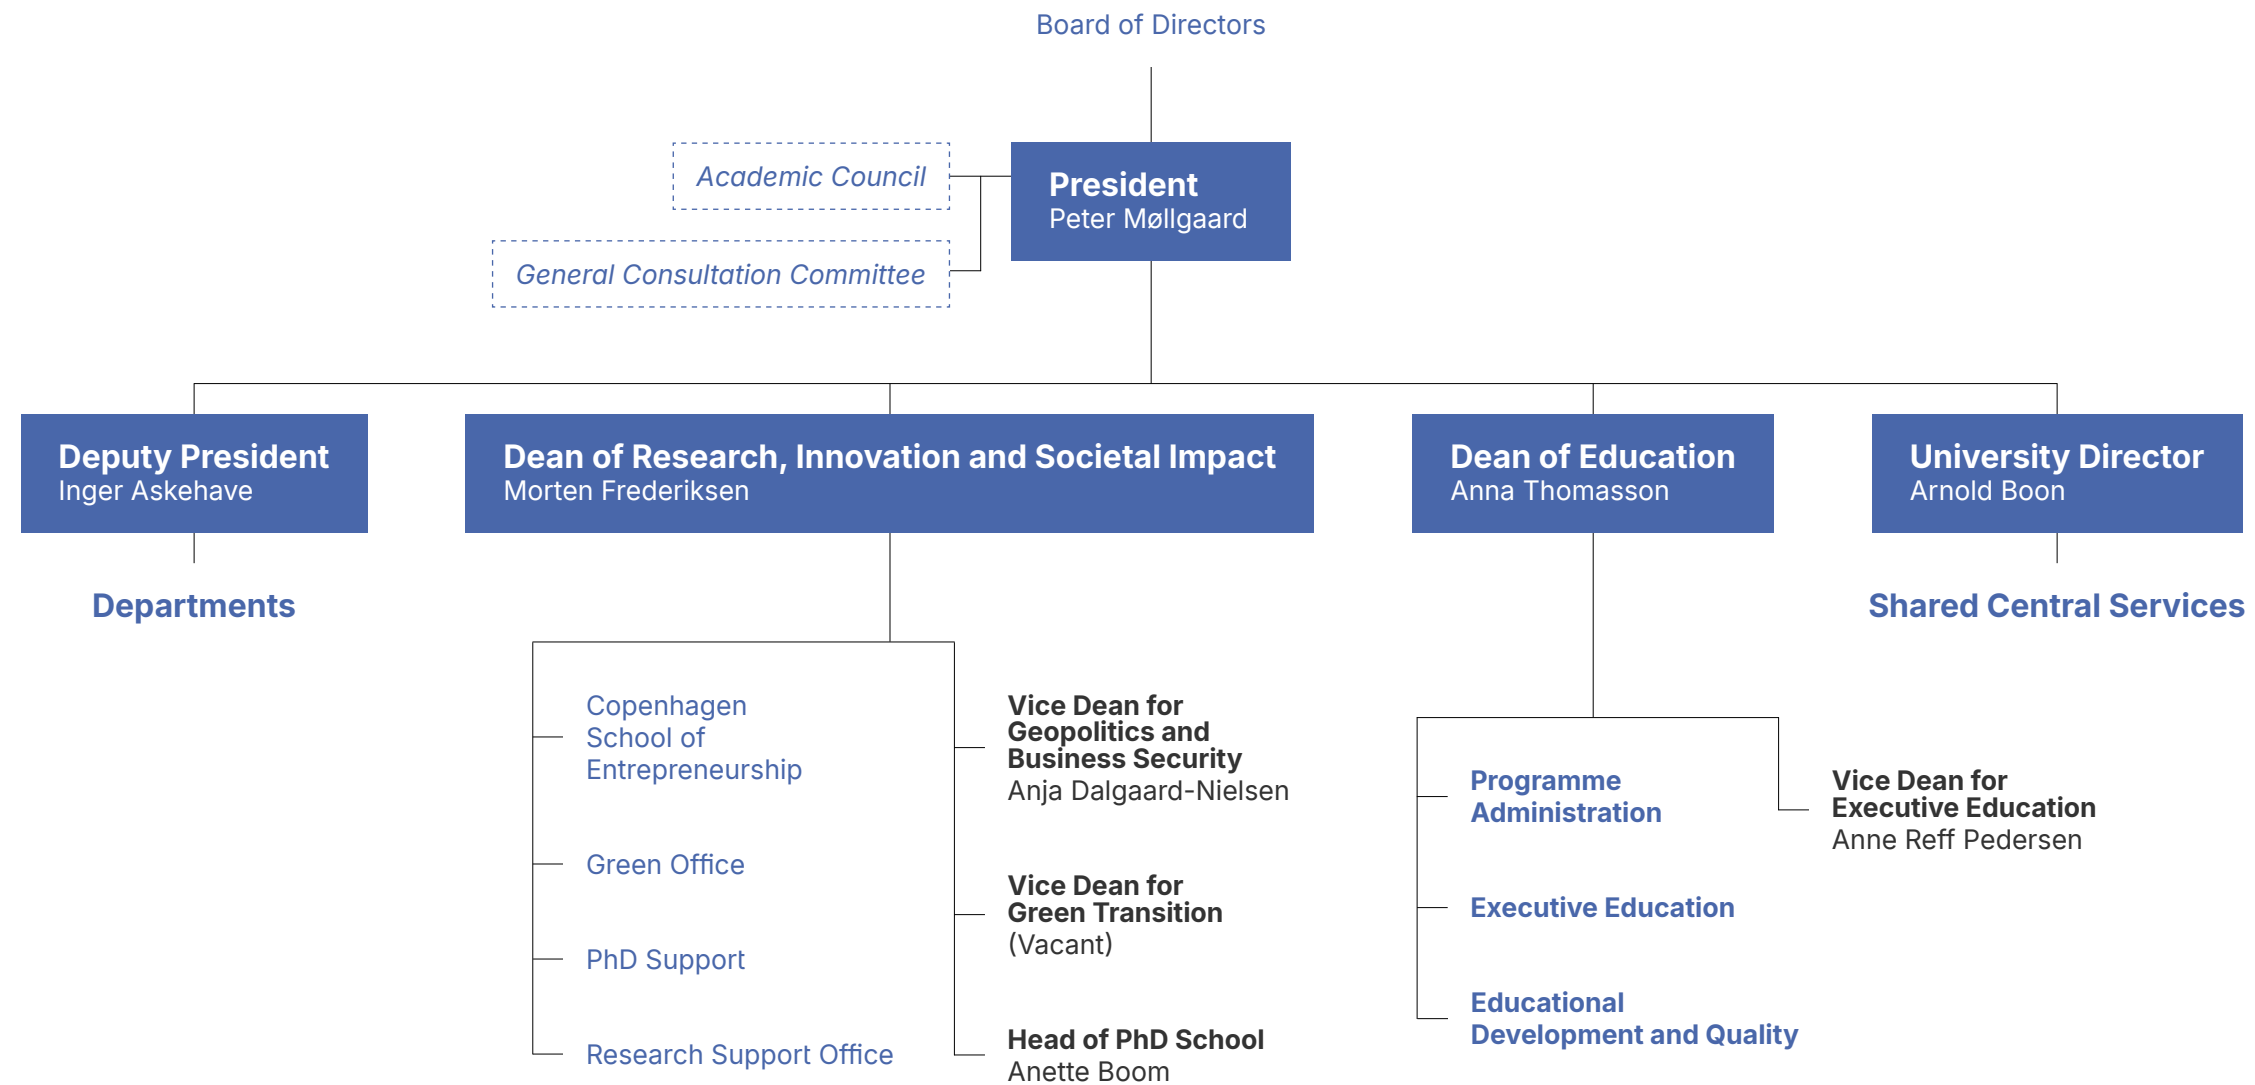 Board of Directors
Academic Council
President
Peter Møllgaard
General Consultation Committee
Deputy President
Inger Askehave
Dean of Research, Innovation and Societal Impact
Morten Frederiksen
Dean of Education
Anna Thomasson
University Director
Arnold Boon
Departments
Shared Central Services
Copenhagen
School of
Entrepreneurship
Green Office
PhD Support
Research Support Office
Vice Dean for
Geopolitics and
Business Security
Anja Dalgaard-Nielsen
Vice Dean for
Green Transition
(Vacant)
Head of PhD School
Anette Boom
Programme
Administration
Executive Education
Educational
Development and Quality
Vice Dean for
Executive Education
Anne Reff Pedersen